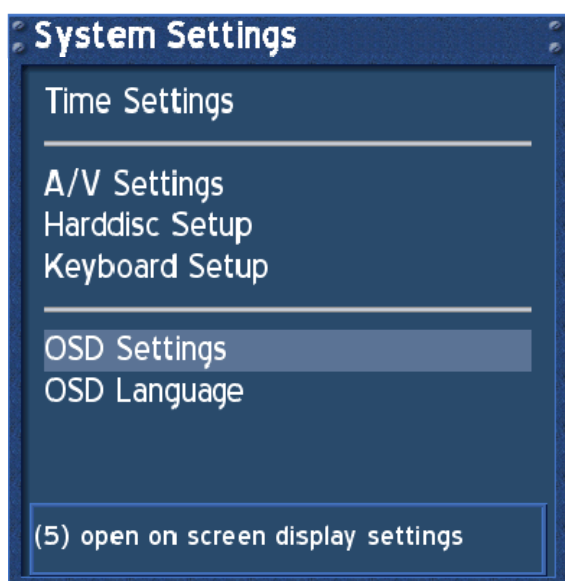 System Settings
Time Settings
A/V Settings
Harddisc Setup
Keyboard Setup
OSD Settings
OSD Language
(5) open on screen display settings